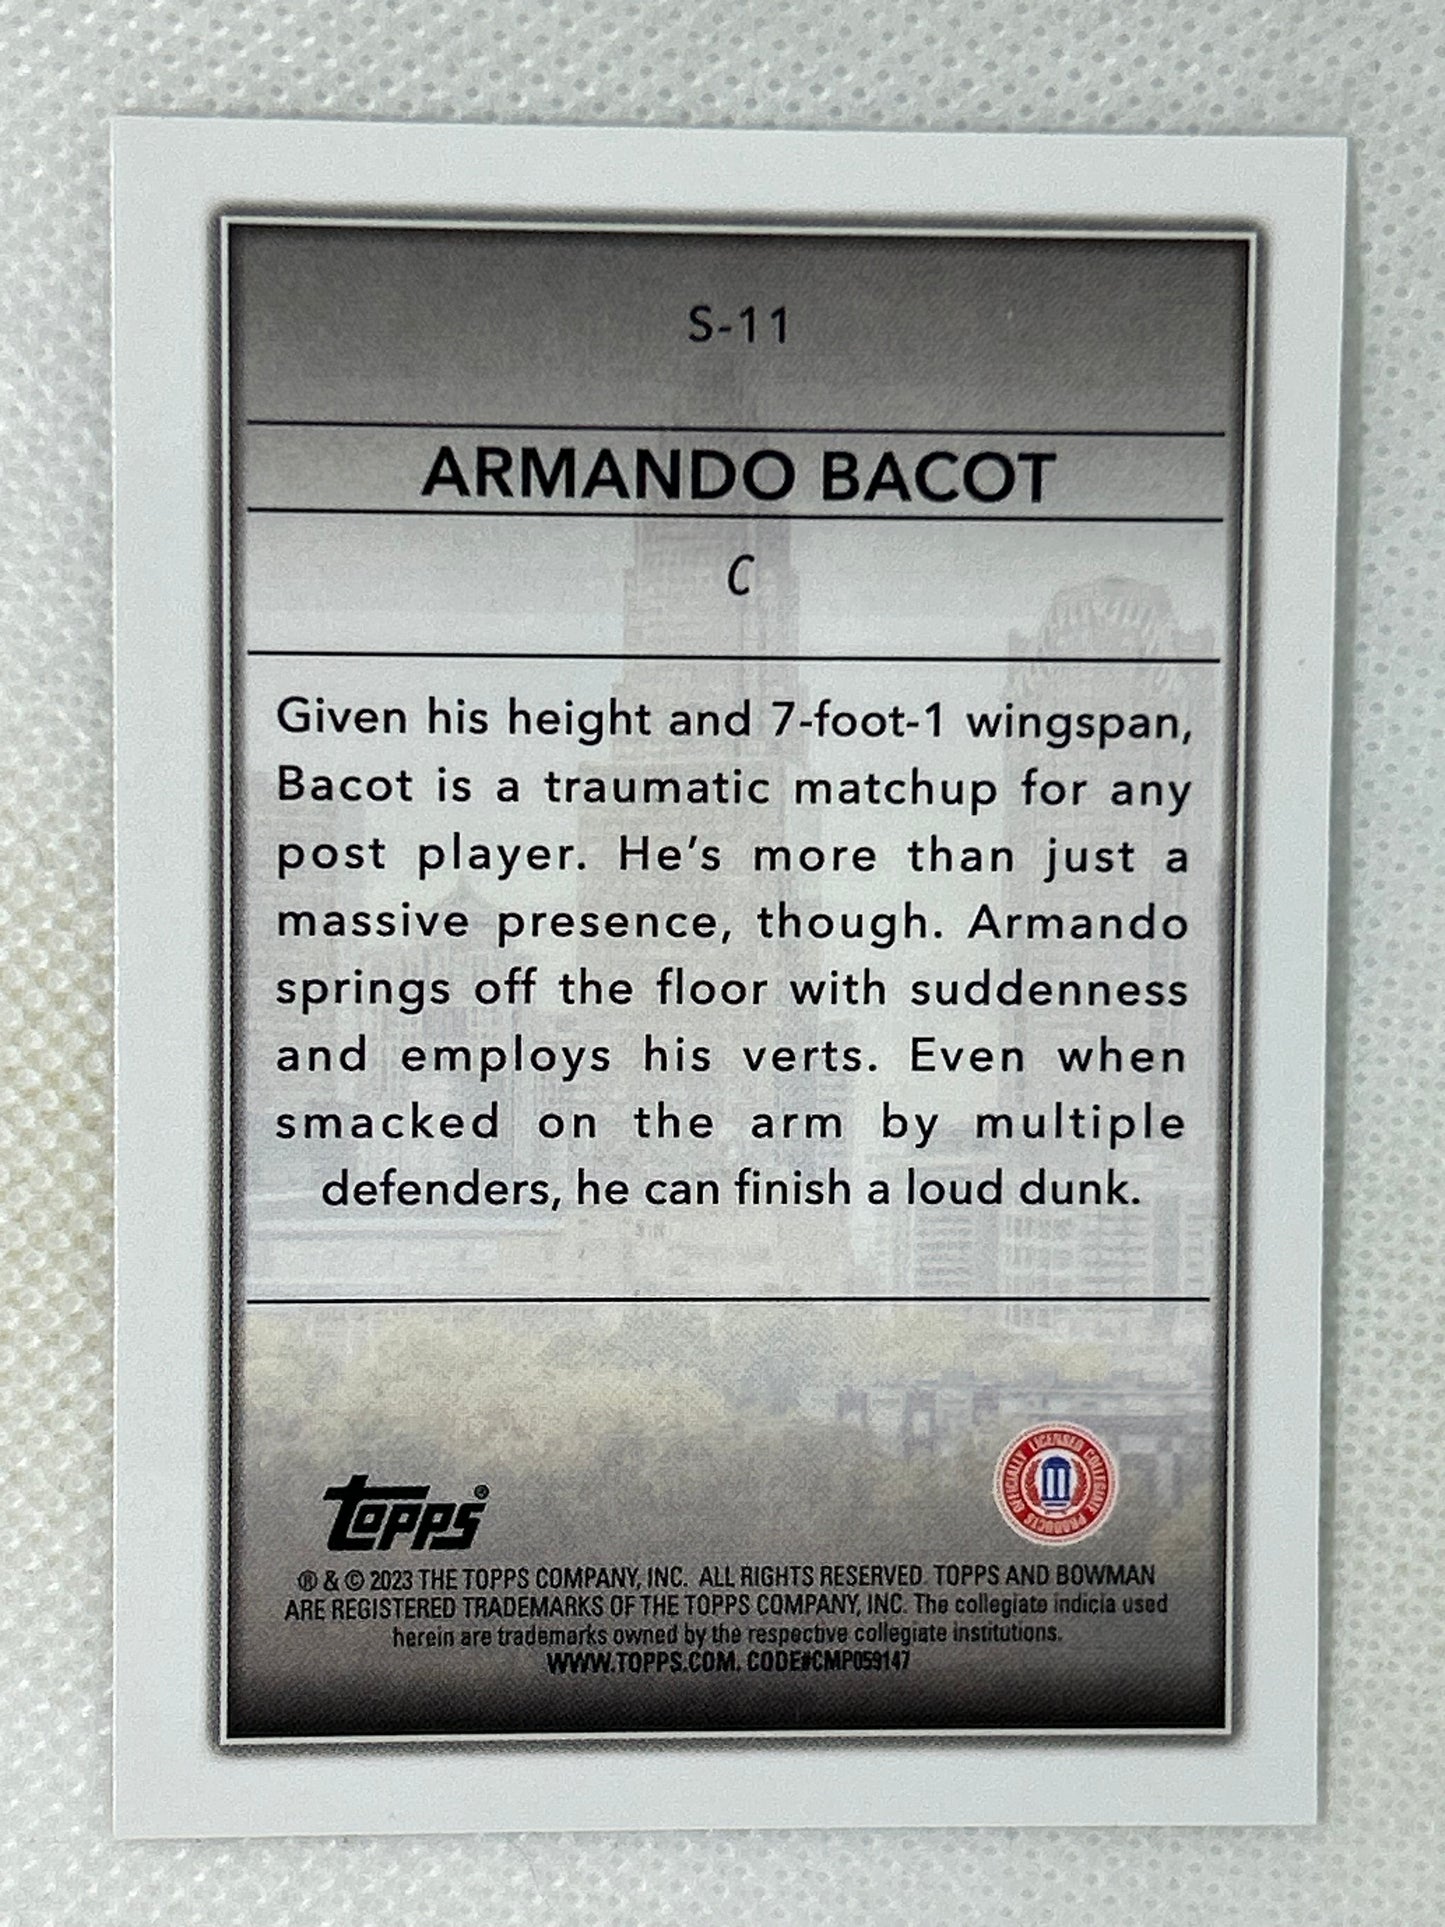 S-11
ARMANDO BACOT
C
Given his height and 7-foot-1 wingspan,
Bacot is a traumatic matchup for any
post player. He's more than just a
massive presence, though. Armando
springs off the floor with suddenness
and employs his verts. Even when
smacked on the arm by multiple
defenders, he can finish a loud dunk.
OFFICIALLY LICENSED COLLEGIATE PRODUCTS
topps®
® & © 2023 THE TOPPS COMPANY, INC. ALL RIGHTS RESERVED. TOPPS AND BOWMAN
ARE REGISTERED TRADEMARKS OF THE TOPPS COMPANY, INC. The collegiate indicia used
herein are trademarks owned by the respective collegiate institutions.
WWW.TOPPS.COM. CODE#CMP059147